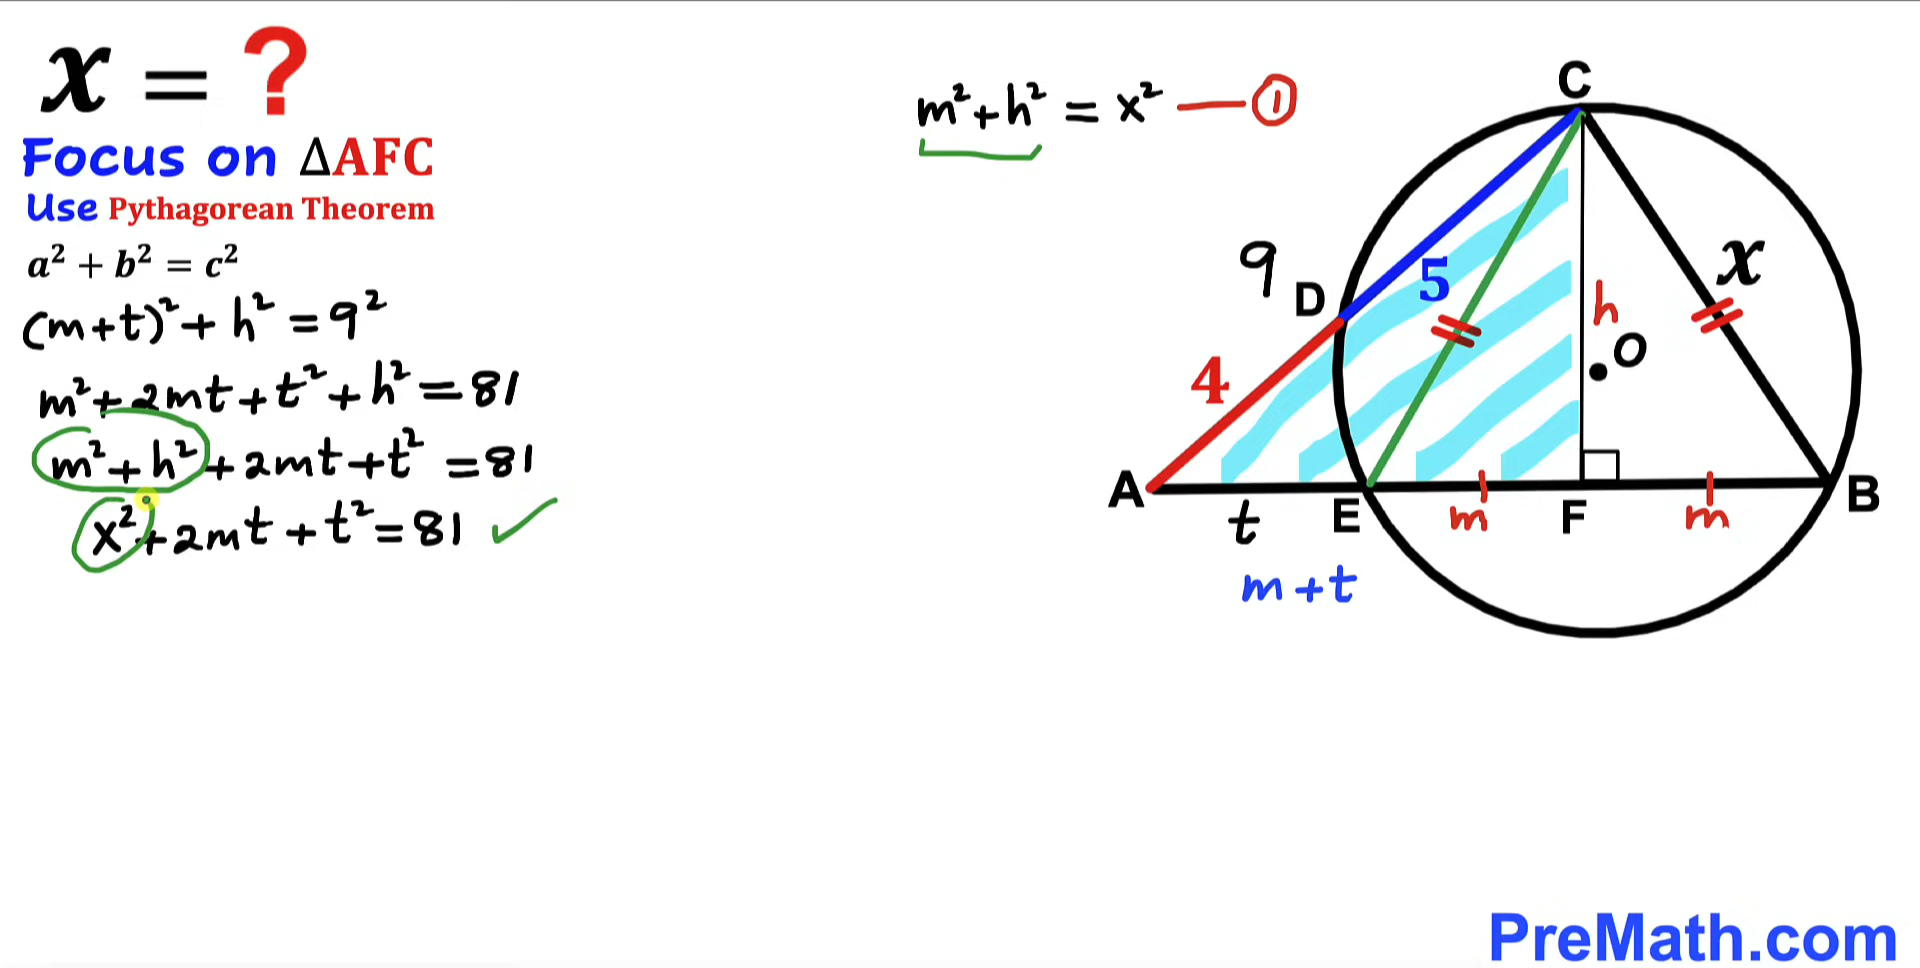 x = ?
Focus on ΔAFC
Use Pythagorean Theorem
a² + b² = c²
(m+t)² + h² = 9²
m² + 2mt + t² + h² = 81
m² + h² + 2mt + t² = 81
x² + 2mt + t² = 81 ✓
m² + h² = x² — ①
C
9
D
5
x
h
O
4
A
t
E
m
F
m
B
m + t
PreMath.com